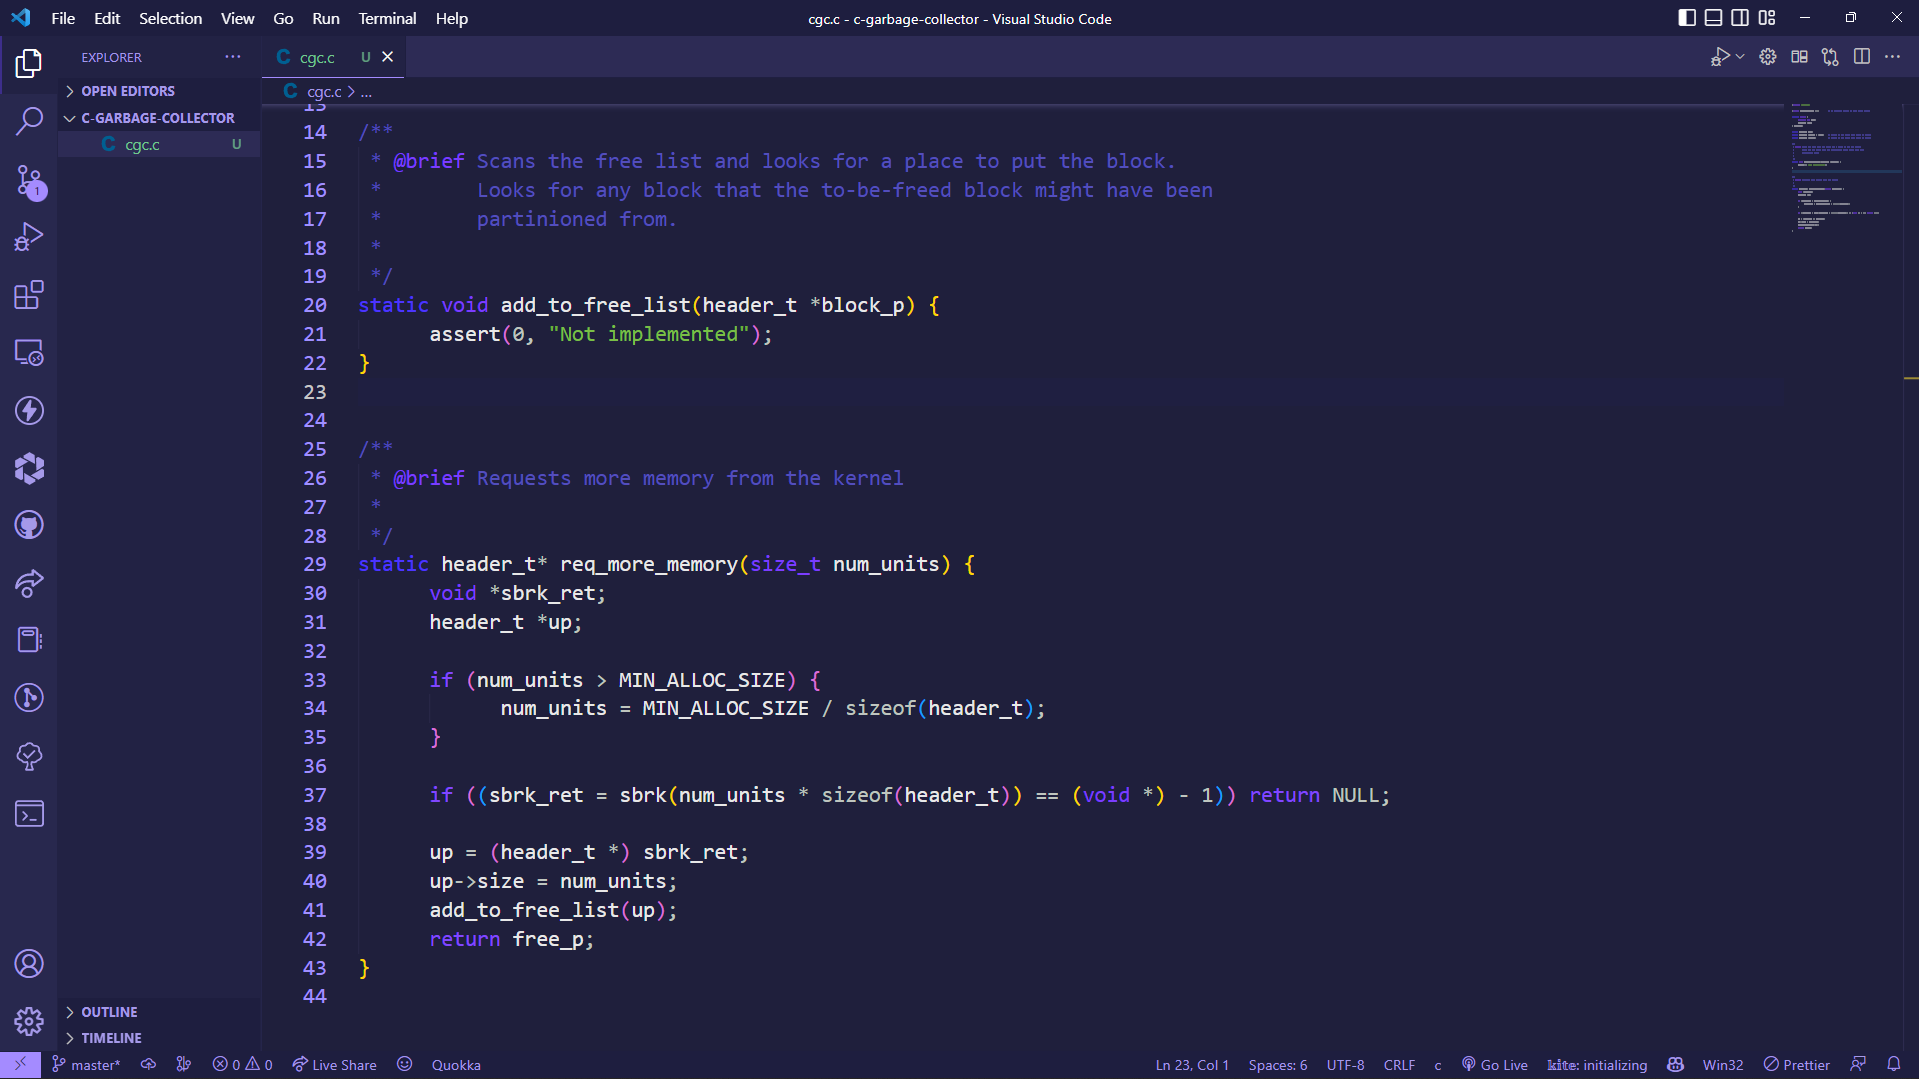 File Edit Selection View Go Run Terminal Help
cgc.c - c-garbage-collector - Visual Studio Code
EXPLORER
OPEN EDITORS
C-GARBAGE-COLLECTOR
C cgc.c U
1
OUTLINE
TIMELINE
C cgc.c U
C cgc.c > ...
13
14 /**
15 * @brief Scans the free list and looks for a place to put the block.
16 * Looks for any block that the to-be-freed block might have been
17 * partinioned from.
18 *
19 */
20 static void add_to_free_list(header_t *block_p) {
21 assert(0, "Not implemented");
22 }
23
24
25 /**
26 * @brief Requests more memory from the kernel
27 *
28 */
29 static header_t* req_more_memory(size_t num_units) {
30 void *sbrk_ret;
31 header_t *up;
32
33 if (num_units > MIN_ALLOC_SIZE) {
34 num_units = MIN_ALLOC_SIZE / sizeof(header_t);
35 }
36
37 if ((sbrk_ret = sbrk(num_units * sizeof(header_t)) == (void *) - 1)) return NULL;
38
39 up = (header_t *) sbrk_ret;
40 up->size = num_units;
41 add_to_free_list(up);
42 return free_p;
43 }
44
master* 0 0 Live Share Quokka Ln 23, Col 1 Spaces: 6 UTF-8 CRLF c Go Live kite: initializing Win32 Prettier